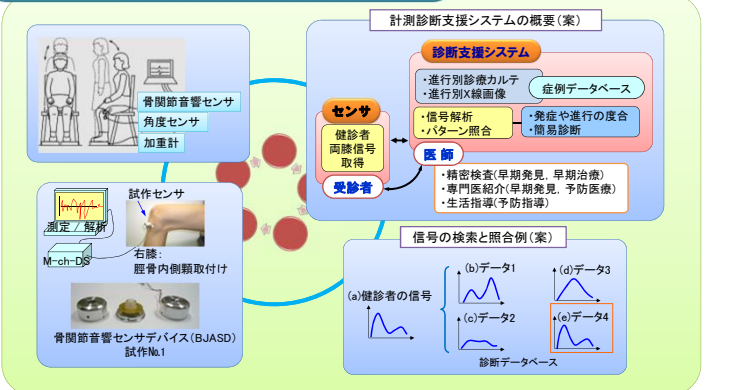 骨関節音響センサ
角度センサ
加重計
計測診断支援システムの概要(案)
診断支援システム
・進行別診療カルテ
・進行別X線画像
症例データベース
センサ
健診者
両膝信号
取得
・信号解析
・パターン照合
・発症や進行の度合
・簡易診断
医師
受診者
・精密検査(早期発見, 早期治療)
・専門医紹介(早期発見, 予防医療)
・生活指導(予防指導)
試作センサ
測定/解析
M-ch-DS
右膝:
脛骨内側顆取付け
骨関節音響センサデバイス(BJASD)
試作No.1
信号の検索と照合例(案)
(a)健診者の信号
(b)データ1
(c)データ2
(d)データ3
(e)データ4
診断データベース